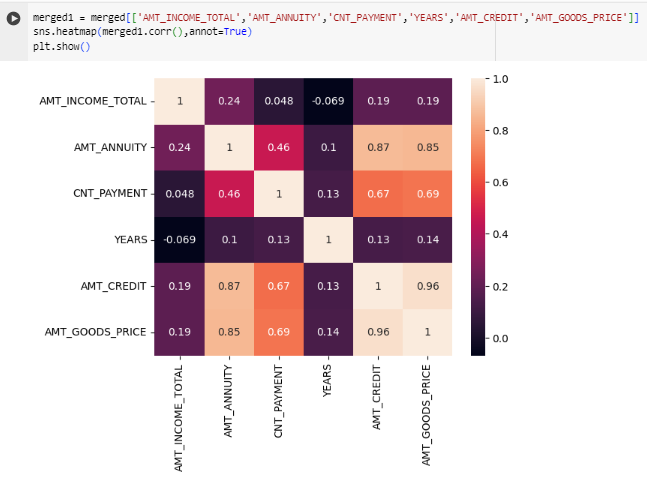 merged1 = merged[['AMT_INCOME_TOTAL','AMT_ANNUITY','CNT_PAYMENT','YEARS','AMT_CREDIT','AMT_GOODS_PRICE']]
sns.heatmap(merged1.corr(),annot=True)
plt.show()
AMT_INCOME_TOTAL 1 0.24 0.048 -0.069 0.19 0.19
AMT_ANNUITY 0.24 1 0.46 0.1 0.87 0.85
CNT_PAYMENT 0.048 0.46 1 0.13 0.67 0.69
YEARS -0.069 0.1 0.13 1 0.13 0.14
AMT_CREDIT 0.19 0.87 0.67 0.13 1 0.96
AMT_GOODS_PRICE 0.19 0.85 0.69 0.14 0.96 1
AMT_INCOME_TOTAL
AMT_ANNUITY
CNT_PAYMENT
YEARS
AMT_CREDIT
AMT_GOODS_PRICE
1.0
0.8
0.6
0.4
0.2
0.0